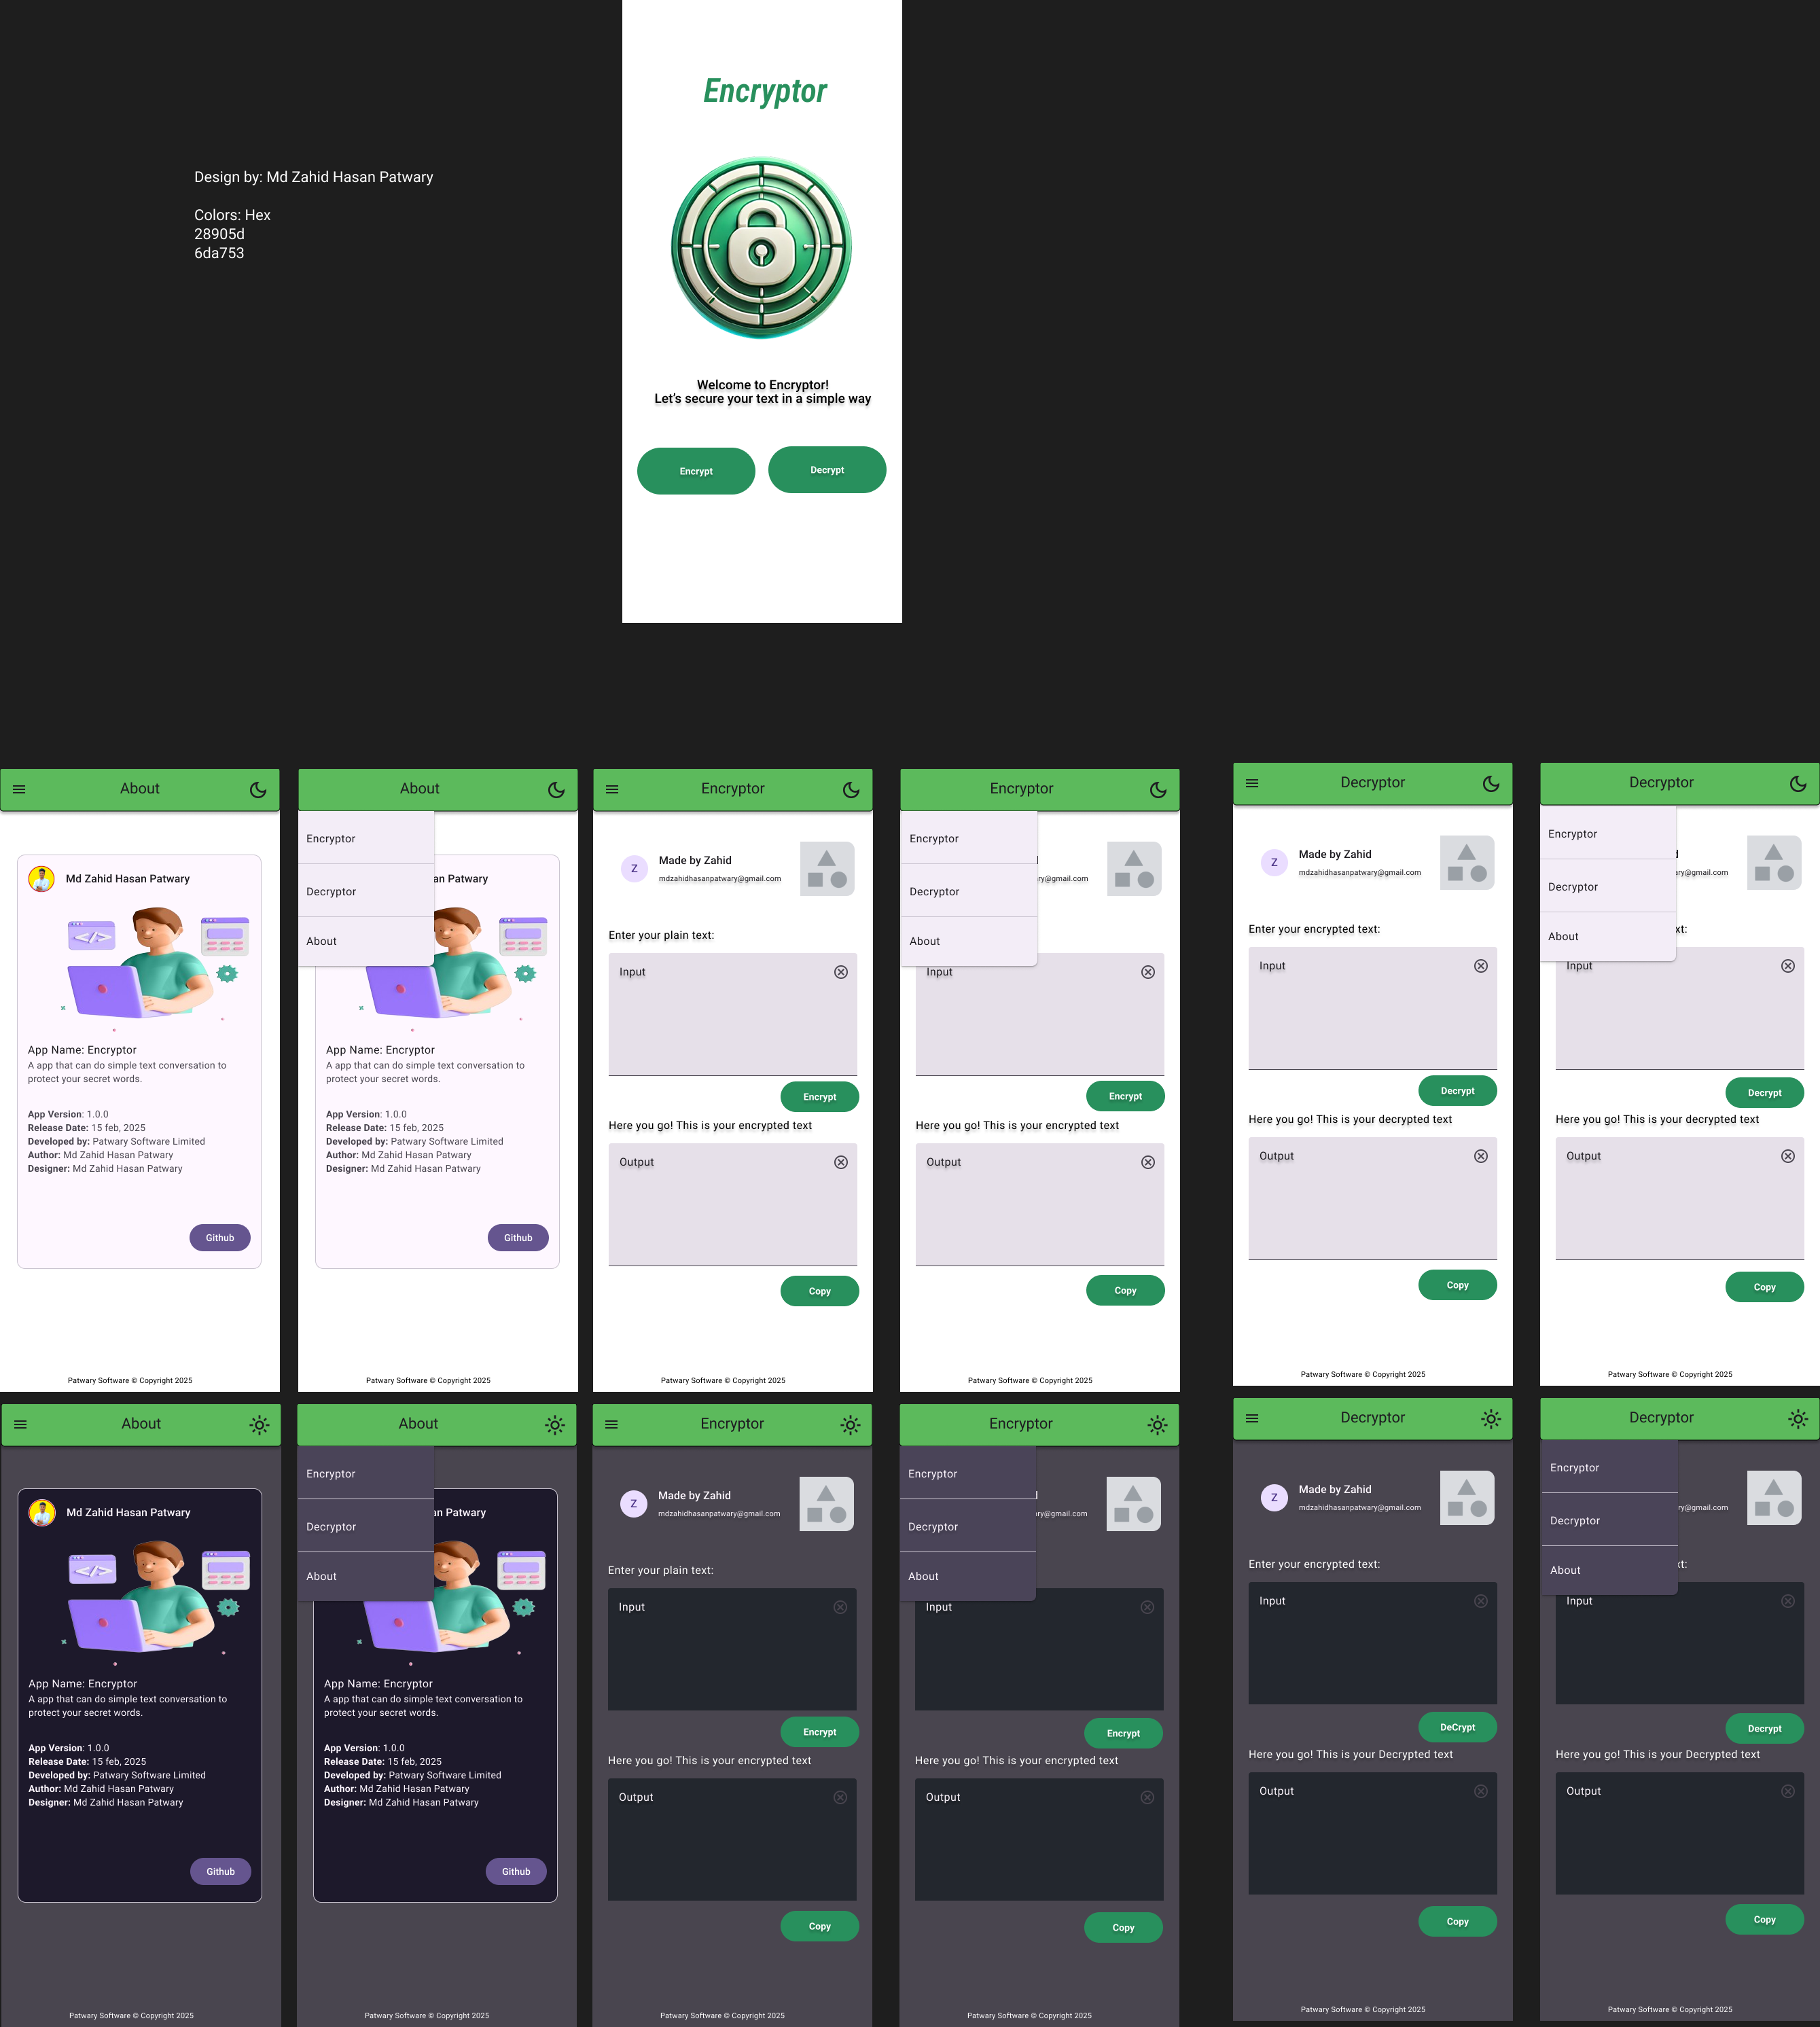 Encryptor
Design by: Md Zahid Hasan Patwary
Colors: Hex
28905d
6da753
Welcome to Encryptor!
Let's secure your text in a simple way
Encrypt
Decrypt
About
Md Zahid Hasan Patwary
</>
App Name: Encryptor
A app that can do simple text conversation to
protect your secret words.
App Version: 1.0.0
Release Date: 15 feb, 2025
Developed by: Patwary Software Limited
Author: Md Zahid Hasan Patwary
Designer: Md Zahid Hasan Patwary
Github
Patwary Software © Copyright 2025
About
Encryptor
Decryptor
About
an Patwary
App Name: Encryptor
A app that can do simple text conversation to
protect your secret words.
App Version: 1.0.0
Release Date: 15 feb, 2025
Developed by: Patwary Software Limited
Author: Md Zahid Hasan Patwary
Designer: Md Zahid Hasan Patwary
Github
Patwary Software © Copyright 2025
Encryptor
Z
Made by Zahid
mdzahidhasanpatwary@gmail.com
Enter your plain text:
Input
Encrypt
Here you go! This is your encrypted text
Output
Copy
Patwary Software © Copyright 2025
Encryptor
Encryptor
Decryptor
About
ry@gmail.com
Input
Encrypt
Here you go! This is your encrypted text
Output
Copy
Patwary Software © Copyright 2025
Decryptor
Z
Made by Zahid
mdzahidhasanpatwary@gmail.com
Enter your encrypted text:
Input
Decrypt
Here you go! This is your decrypted text
Output
Copy
Patwary Software © Copyright 2025
Decryptor
Encryptor
Decryptor
About
ry@gmail.com
xt:
Input
Decrypt
Here you go! This is your decrypted text
Output
Copy
Patwary Software © Copyright 2025
About
Md Zahid Hasan Patwary
</>
App Name: Encryptor
A app that can do simple text conversation to
protect your secret words.
App Version: 1.0.0
Release Date: 15 feb, 2025
Developed by: Patwary Software Limited
Author: Md Zahid Hasan Patwary
Designer: Md Zahid Hasan Patwary
Github
Patwary Software © Copyright 2025
About
Encryptor
Decryptor
About
an Patwary
App Name: Encryptor
A app that can do simple text conversation to
protect your secret words.
App Version: 1.0.0
Release Date: 15 feb, 2025
Developed by: Patwary Software Limited
Author: Md Zahid Hasan Patwary
Designer: Md Zahid Hasan Patwary
Github
Patwary Software © Copyright 2025
Encryptor
Z
Made by Zahid
mdzahidhasanpatwary@gmail.com
Enter your plain text:
Input
Encrypt
Here you go! This is your encrypted text
Output
Copy
Patwary Software © Copyright 2025
Encryptor
Encryptor
Decryptor
About
ry@gmail.com
Input
Encrypt
Here you go! This is your encrypted text
Output
Copy
Patwary Software © Copyright 2025
Decryptor
Z
Made by Zahid
mdzahidhasanpatwary@gmail.com
Enter your encrypted text:
Input
DeCrypt
Here you go! This is your Decrypted text
Output
Copy
Patwary Software © Copyright 2025
Decryptor
Encryptor
Decryptor
About
ry@gmail.com
xt:
Input
Decrypt
Here you go! This is your Decrypted text
Output
Copy
Patwary Software © Copyright 2025